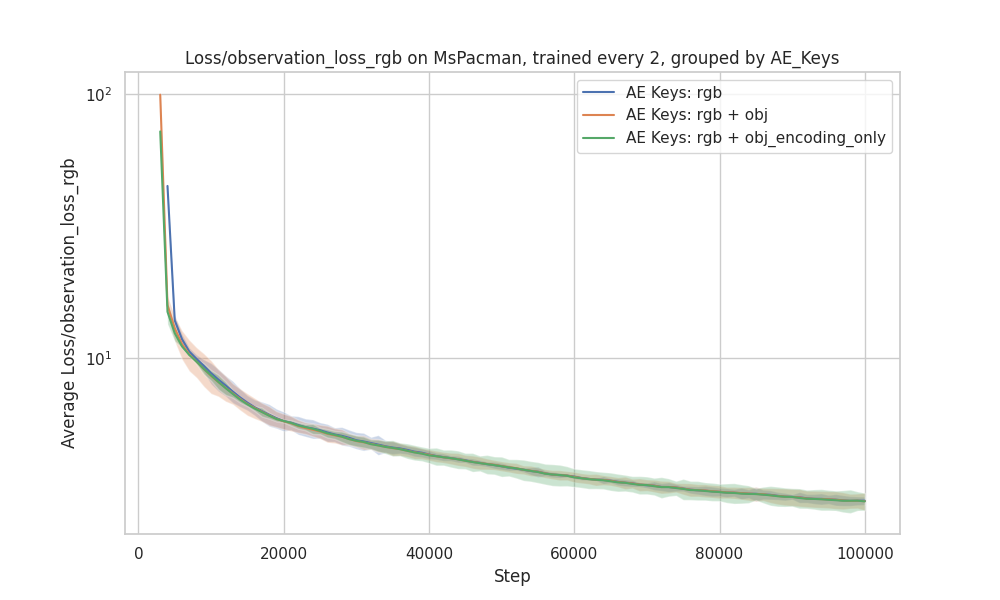 Loss/observation_loss_rgb on MsPacman, trained every 2, grouped by AE_Keys
AE Keys: rgb
AE Keys: rgb + obj
AE Keys: rgb + obj_encoding_only
Average Loss/observation_loss_rgb
10²
10¹
0
20000
40000
60000
80000
100000
Step